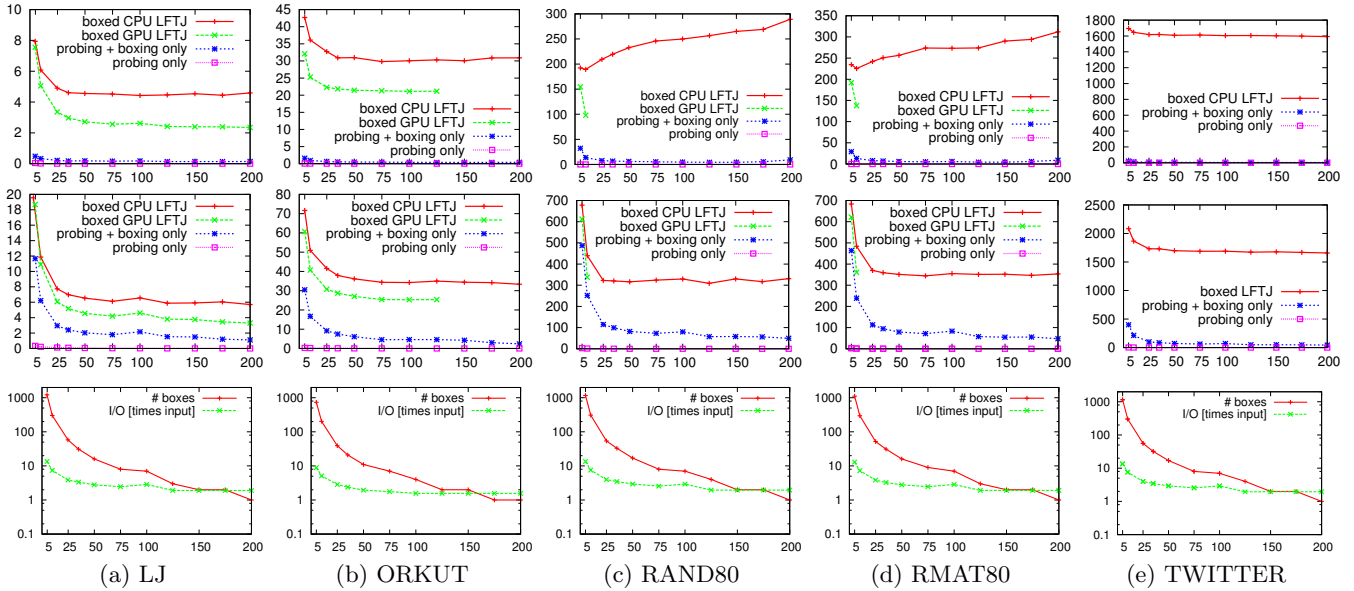 10
8
6
4
2
0
boxed CPU LFTJ
boxed GPU LFTJ
probing + boxing only
probing only
5 25 50 75 100 150 200
45
40
35
30
25
20
15
10
5
0
boxed CPU LFTJ
boxed GPU LFTJ
probing + boxing only
probing only
5 25 50 75 100 150 200
300
250
200
150
100
50
0
boxed CPU LFTJ
boxed GPU LFTJ
probing + boxing only
probing only
5 25 50 75 100 150 200
350
300
250
200
150
100
50
0
boxed CPU LFTJ
boxed GPU LFTJ
probing + boxing only
probing only
5 25 50 75 100 150 200
1800
1600
1400
1200
1000
800
600
400
200
0
boxed CPU LFTJ
probing + boxing only
probing only
5 25 50 75 100 150 200
20
18
16
14
12
10
8
6
4
2
0
boxed CPU LFTJ
boxed GPU LFTJ
probing + boxing only
probing only
5 25 50 75 100 150 200
80
70
60
50
40
30
20
10
0
boxed CPU LFTJ
boxed GPU LFTJ
probing + boxing only
probing only
5 25 50 75 100 150 200
700
600
500
400
300
200
100
0
boxed CPU LFTJ
boxed GPU LFTJ
probing + boxing only
probing only
5 25 50 75 100 150 200
700
600
500
400
300
200
100
0
boxed CPU LFTJ
boxed GPU LFTJ
probing + boxing only
probing only
5 25 50 75 100 150 200
2500
2000
1500
1000
500
0
boxed LFTJ
probing + boxing only
probing only
5 25 50 75 100 150 200
1000
100
10
1
0.1
# boxes
I/O [times input]
5 25 50 75 100 150 200
1000
100
10
1
0.1
# boxes
I/O [times input]
5 25 50 75 100 150 200
1000
100
10
1
0.1
# boxes
I/O [times input]
5 25 50 75 100 150 200
1000
100
10
1
0.1
# boxes
I/O [times input]
5 25 50 75 100 150 200
1000
100
10
1
0.1
# boxes
I/O [times input]
5 25 50 75 100 150 200
(a) LJ
(b) ORKUT
(c) RAND80
(d) RMAT80
(e) TWITTER